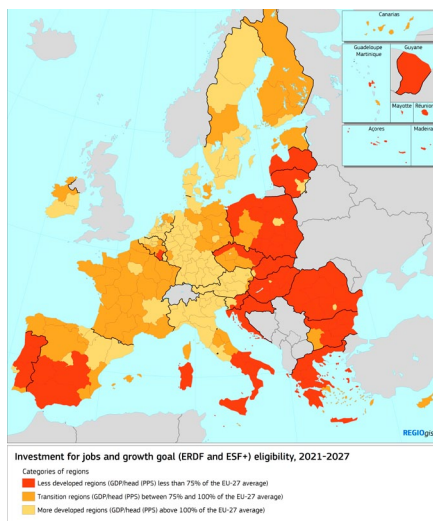 Canarias
Guadeloupe
Martinique
Guyane
Mayotte
Réunion
Açores
Madeira
REGIOgis
Investment for jobs and growth goal (ERDF and ESF+) eligibility, 2021-2027
Categories of regions
Less developed regions (GDP/head (PPS) less than 75% of the EU-27 average)
Transition regions (GDP/head (PPS) between 75% and 100% of the EU-27 average)
More developed regions (GDP/head (PPS) above 100% of the EU-27 average)